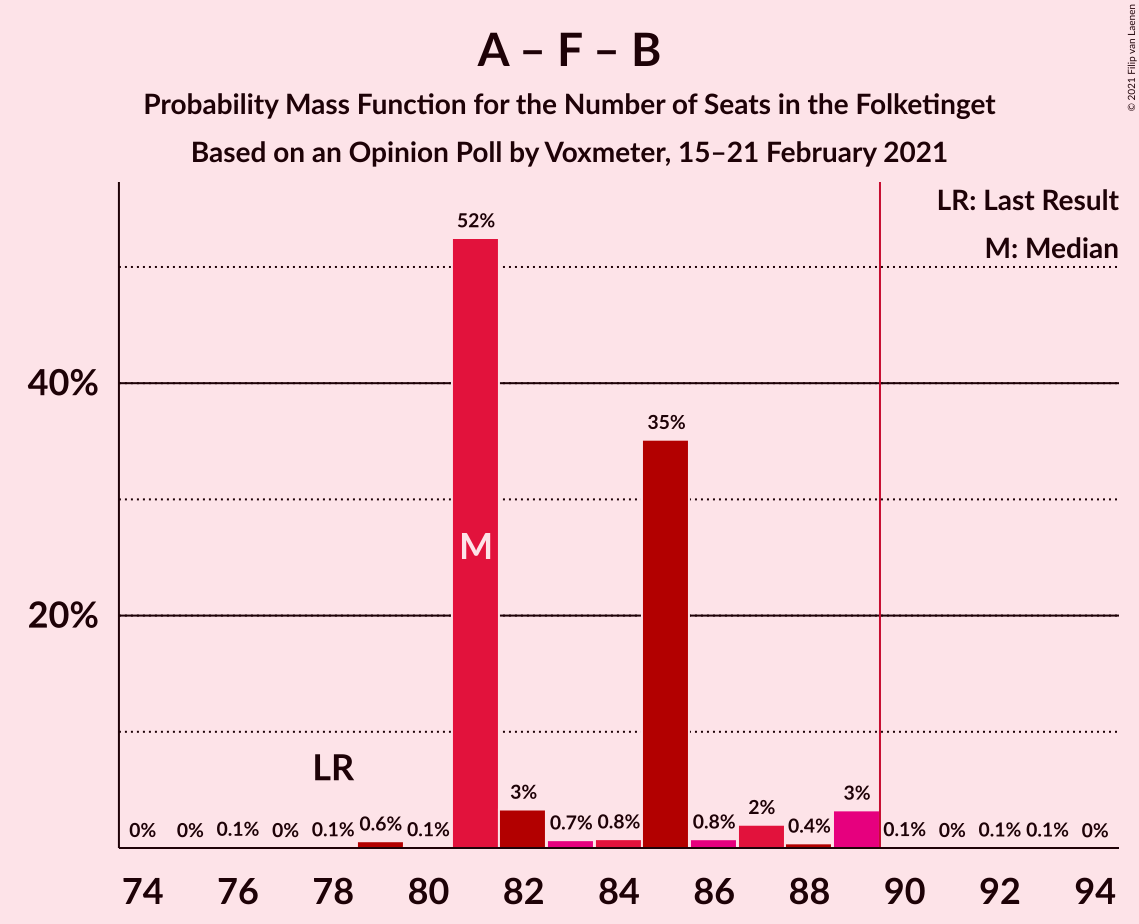 A – F – B
Probability Mass Function for the Number of Seats in the Folketinget
Based on an Opinion Poll by Voxmeter, 15–21 February 2021
© 2021 Filip van Laenen
LR: Last Result
M: Median
52%
40%
35%
M
20%
LR
0% 0% 0.1% 0% 0.1% 0.6% 0.1% 3% 0.7% 0.8% 0.8% 2% 0.4% 3% 0.1% 0% 0.1% 0.1% 0%
74 76 78 80 82 84 86 88 90 92 94